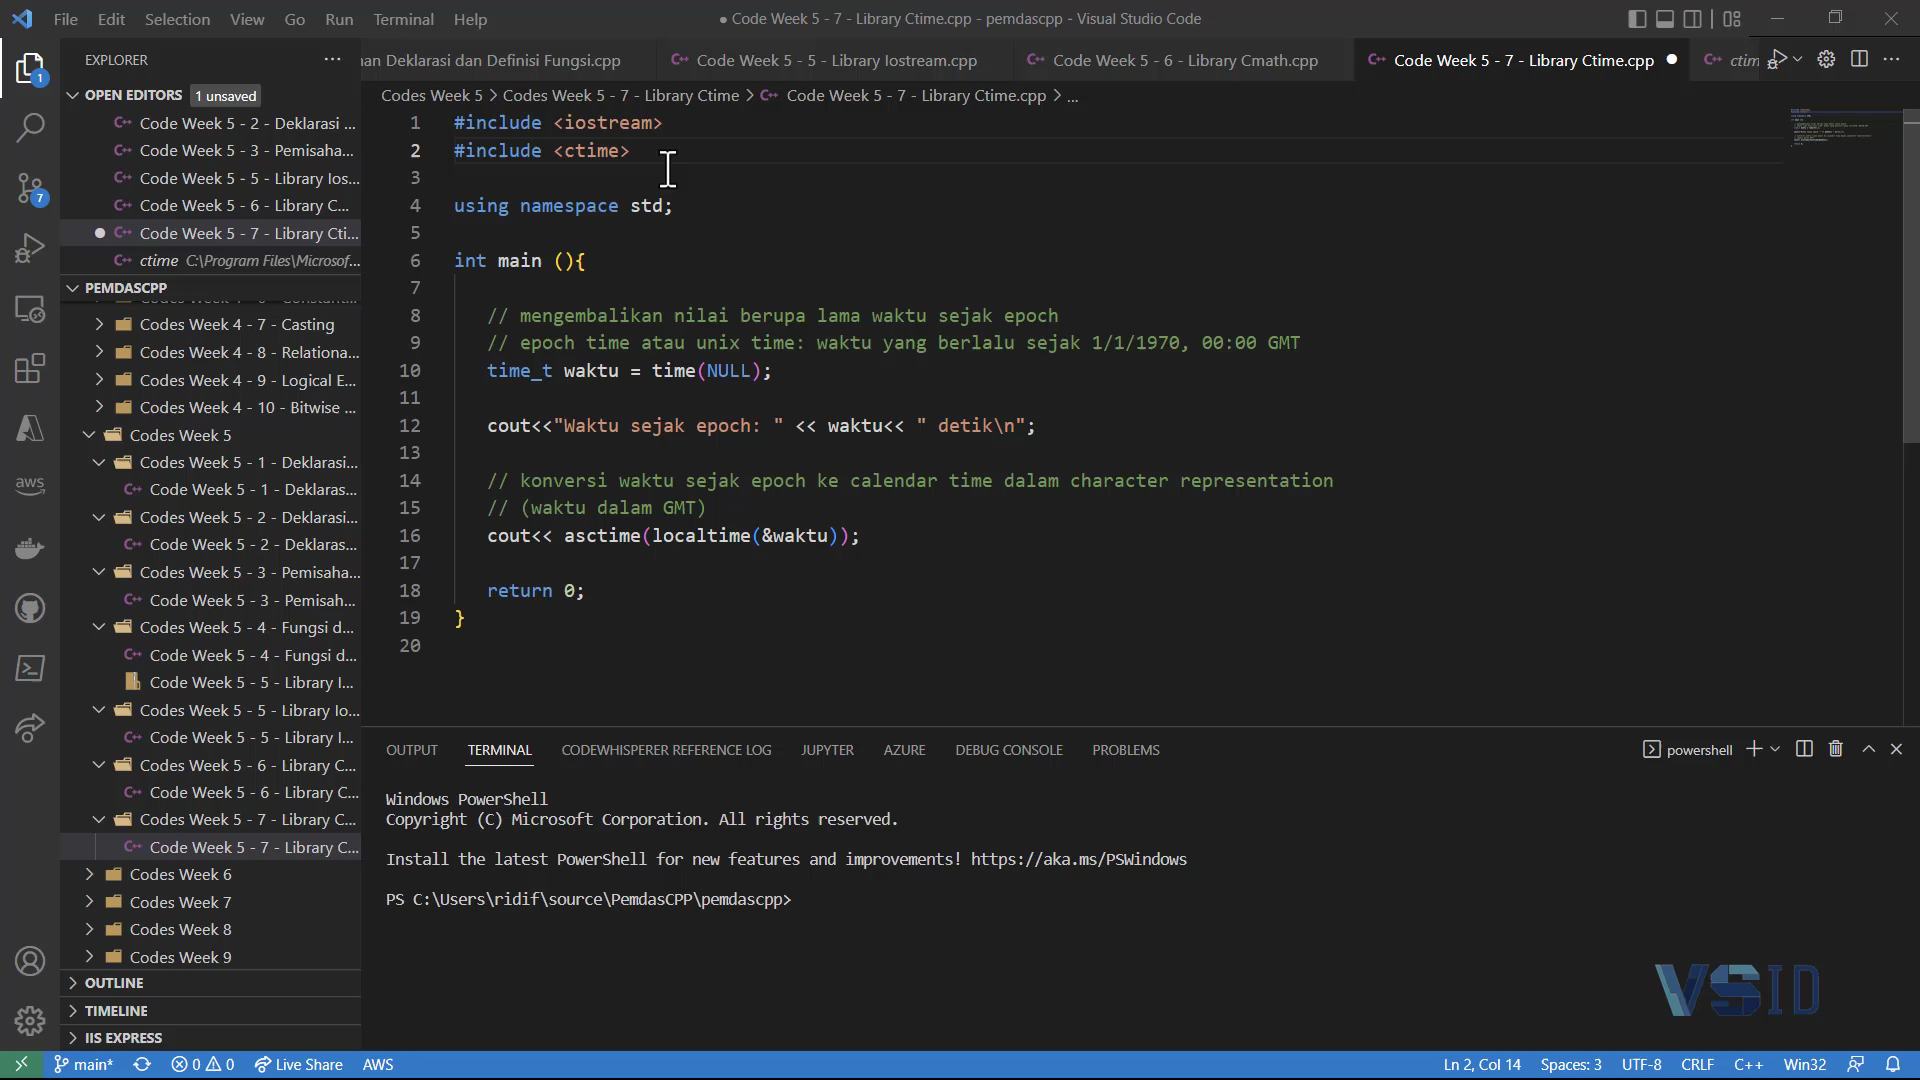 File Edit Selection View Go Run Terminal Help
● Code Week 5 - 7 - Library Ctime.cpp - pemdascpp - Visual Studio Code
EXPLORER
an Deklarasi dan Definisi Fungsi.cpp
Code Week 5 - 5 - Library Iostream.cpp
Code Week 5 - 6 - Library Cmath.cpp
Code Week 5 - 7 - Library Ctime.cpp
ctim
OPEN EDITORS 1 unsaved
Code Week 5 - 2 - Deklarasi ...
Code Week 5 - 3 - Pemisaha...
Code Week 5 - 5 - Library Ios...
Code Week 5 - 6 - Library C...
Code Week 5 - 7 - Library Cti...
ctime C:\Program Files\Microsof...
PEMDASCPP
Codes Week 4 - 7 - Casting
Codes Week 4 - 8 - Relationa...
Codes Week 4 - 9 - Logical E...
Codes Week 4 - 10 - Bitwise ...
Codes Week 5
Codes Week 5 - 1 - Deklarasi...
Code Week 5 - 1 - Deklaras...
Codes Week 5 - 2 - Deklarasi...
Code Week 5 - 2 - Deklaras...
Codes Week 5 - 3 - Pemisaha...
Code Week 5 - 3 - Pemisah...
Codes Week 5 - 4 - Fungsi d...
Code Week 5 - 4 - Fungsi d...
Code Week 5 - 5 - Library I...
Codes Week 5 - 5 - Library Io...
Code Week 5 - 5 - Library I...
Codes Week 5 - 6 - Library C...
Code Week 5 - 6 - Library C...
Codes Week 5 - 7 - Library C...
Code Week 5 - 7 - Library C...
Codes Week 6
Codes Week 7
Codes Week 8
Codes Week 9
OUTLINE
TIMELINE
IIS EXPRESS
1
7
aws
Codes Week 5 > Codes Week 5 - 7 - Library Ctime > Code Week 5 - 7 - Library Ctime.cpp > ...
1 #include <iostream>
2 #include <ctime>
3
4 using namespace std;
5
6 int main (){
7
8 // mengembalikan nilai berupa lama waktu sejak epoch
9 // epoch time atau unix time: waktu yang berlalu sejak 1/1/1970, 00:00 GMT
10 time_t waktu = time(NULL);
11
12 cout<<"Waktu sejak epoch: " << waktu<< " detik\n";
13
14 // konversi waktu sejak epoch ke calendar time dalam character representation
15 // (waktu dalam GMT)
16 cout<< asctime(localtime(&waktu));
17
18 return 0;
19 }
20
OUTPUT TERMINAL CODEWHISPERER REFERENCE LOG JUPYTER AZURE DEBUG CONSOLE PROBLEMS
powershell
Windows PowerShell
Copyright (C) Microsoft Corporation. All rights reserved.
Install the latest PowerShell for new features and improvements! https://aka.ms/PSWindows
PS C:\Users\ridif\source\PemdasCPP\pemdascpp>
VSID
main* 0 0 Live Share AWS
Ln 2, Col 14 Spaces: 3 UTF-8 CRLF C++ Win32